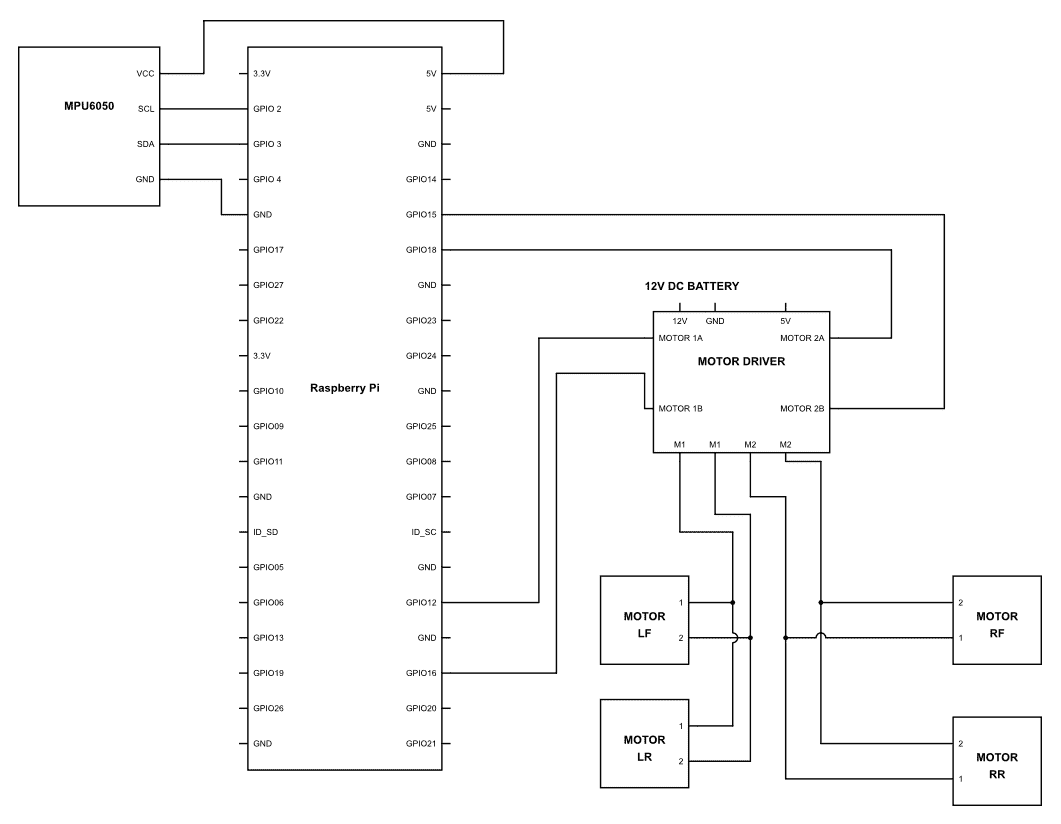 MPU6050
VCC
SCL
SDA
GND
Raspberry Pi
3.3V
GPIO 2
GPIO 3
GPIO 4
GND
GPIO17
GPIO27
GPIO22
3.3V
GPIO10
GPIO09
GPIO11
GND
ID_SD
GPIO05
GPIO06
GPIO13
GPIO19
GPIO26
GND
5V
5V
GND
GPIO14
GPIO15
GPIO18
GND
GPIO23
GPIO24
GND
GPIO25
GPIO08
GPIO07
ID_SC
GND
GPIO12
GND
GPIO16
GPIO20
GPIO21
12V DC BATTERY
12V GND 5V
MOTOR 1A MOTOR 2A
MOTOR DRIVER
MOTOR 1B MOTOR 2B
M1 M1 M2 M2
MOTOR
LF
1
2
MOTOR
LR
1
2
2
1
MOTOR
RF
2
1
MOTOR
RR